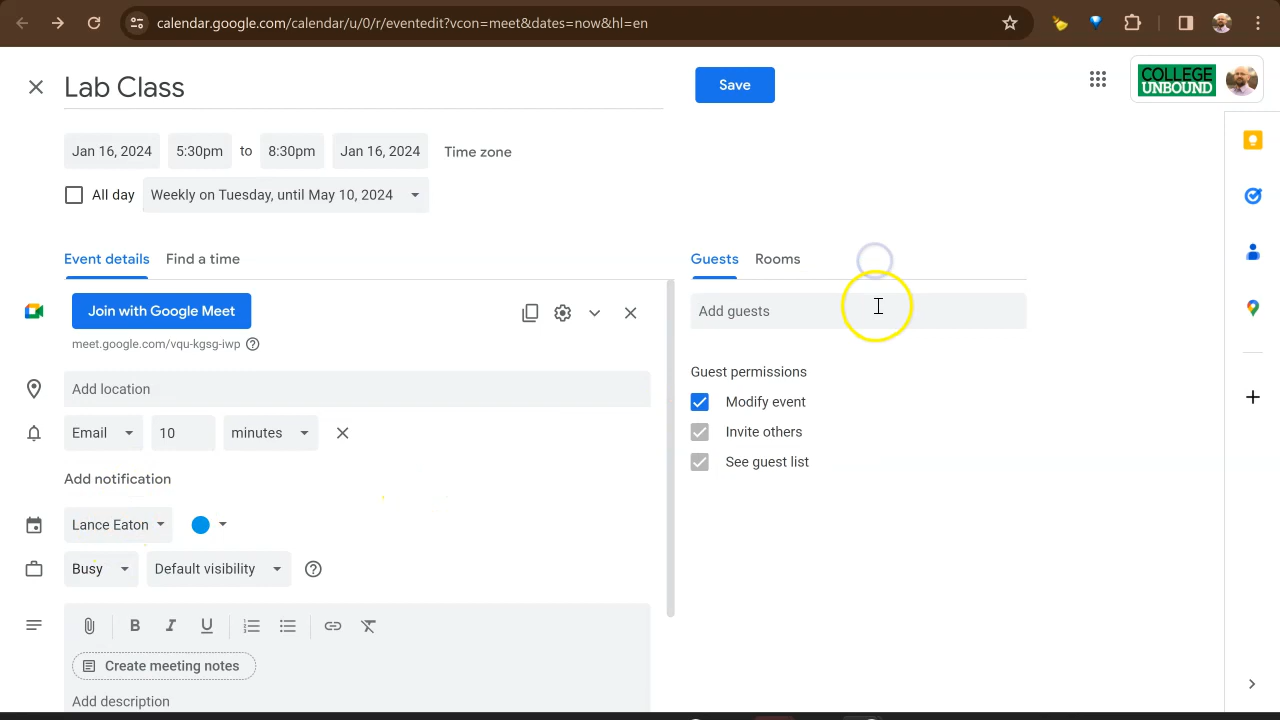 calendar.google.com/calendar/u/0/r/eventedit?vcon=meet&dates=now&hl=en
Lab Class
Save
COLLEGE
UNBOUND
Jan 16, 2024 5:30pm to 8:30pm Jan 16, 2024 Time zone
All day Weekly on Tuesday, until May 10, 2024
Event details Find a time
Guests Rooms
Join with Google Meet
meet.google.com/vqu-kgsg-iwp
Add guests
Guest permissions
Add location
Modify event
Email 10 minutes
Invite others
See guest list
Add notification
Lance Eaton
Busy Default visibility
B I U
Create meeting notes
Add description